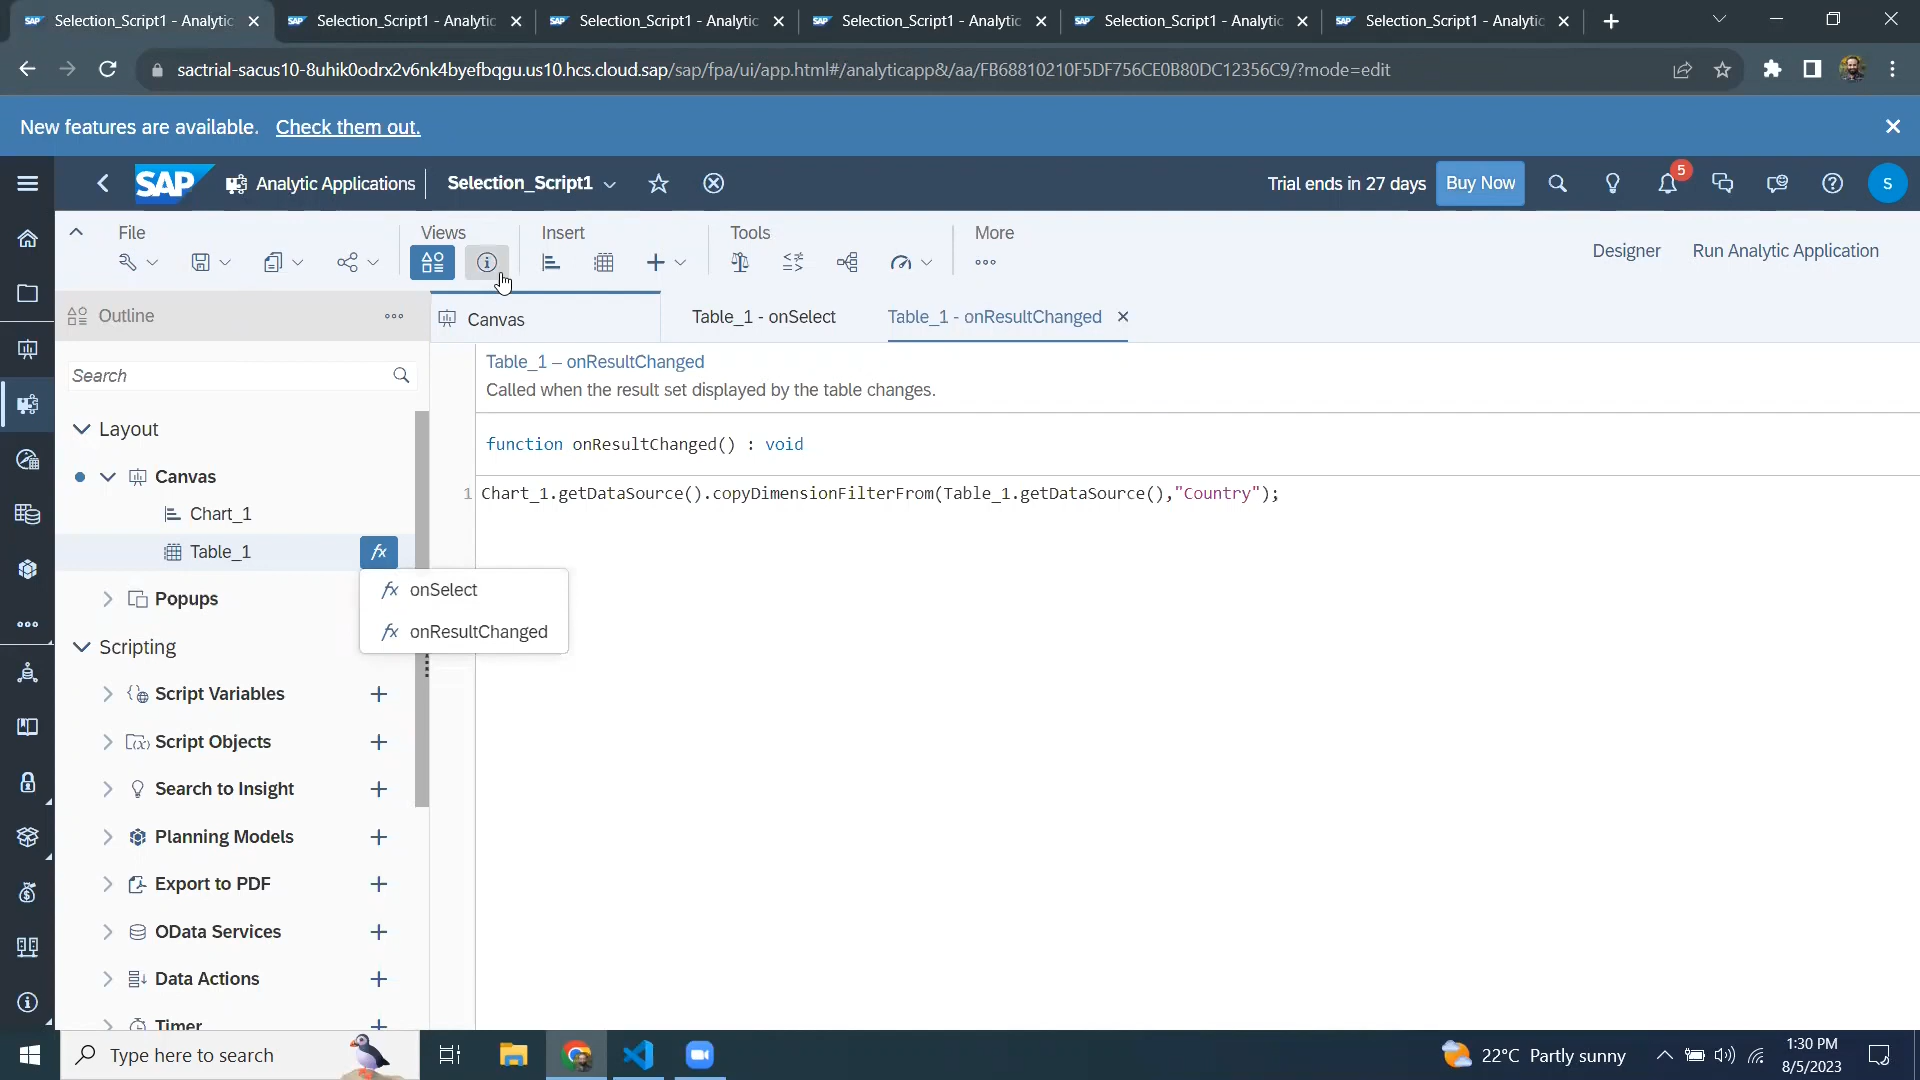 Selection_Script1 - Analytic
Selection_Script1 - Analytic
Selection_Script1 - Analytic
Selection_Script1 - Analytic
Selection_Script1 - Analytic
Selection_Script1 - Analytic
sactrial-sacus10-8uhik0odrx2v6nk4byefbqgu.us10.hcs.cloud.sap/sap/fpa/ui/app.html#/analyticapp&/aa/FB68810210F5DF756CE0B80DC12356C9/?mode=edit
New features are available. Check them out.
SAP Analytic Applications Selection_Script1
Trial ends in 27 days Buy Now 5 S
File Views Insert Tools More
Designer Run Analytic Application
Outline
Canvas Table_1 - onSelect Table_1 - onResultChanged
Table_1 – onResultChanged
Called when the result set displayed by the table changes.
function onResultChanged() : void
1 Chart_1.getDataSource().copyDimensionFilterFrom(Table_1.getDataSource(),"Country");
Search
Layout
Canvas
Chart_1
Table_1 fx
fx onSelect
fx onResultChanged
Popups
Scripting
Script Variables
Script Objects
Search to Insight
Planning Models
Export to PDF
OData Services
Data Actions
Timer
Type here to search
22°C Partly sunny
1:30 PM
8/5/2023